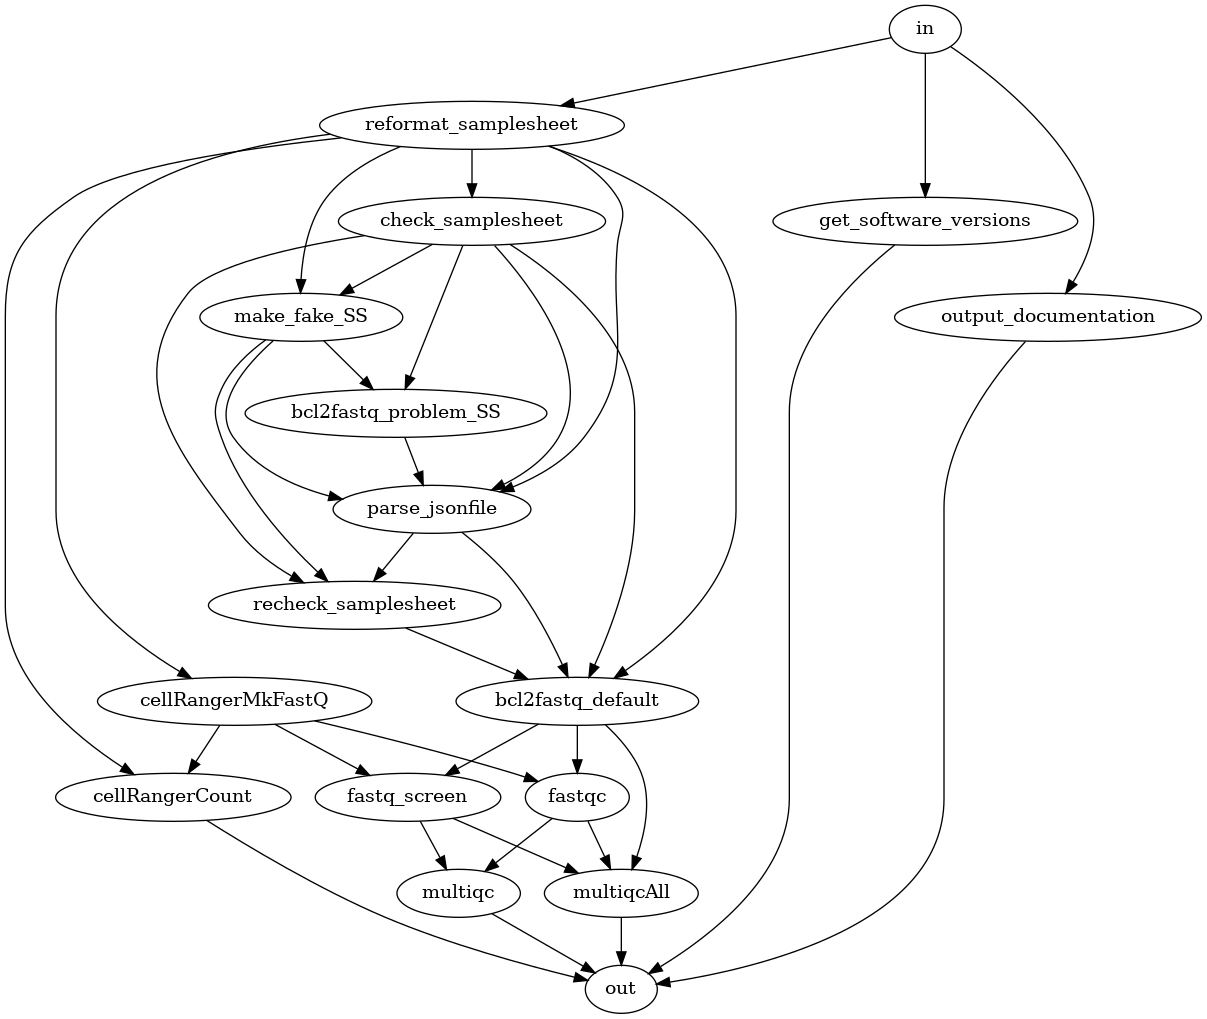 in
reformat_samplesheet
check_samplesheet
get_software_versions
make_fake_SS
output_documentation
bcl2fastq_problem_SS
parse_jsonfile
recheck_samplesheet
cellRangerMkFastQ
bcl2fastq_default
cellRangerCount
fastq_screen
fastqc
multiqc
multiqcAll
out